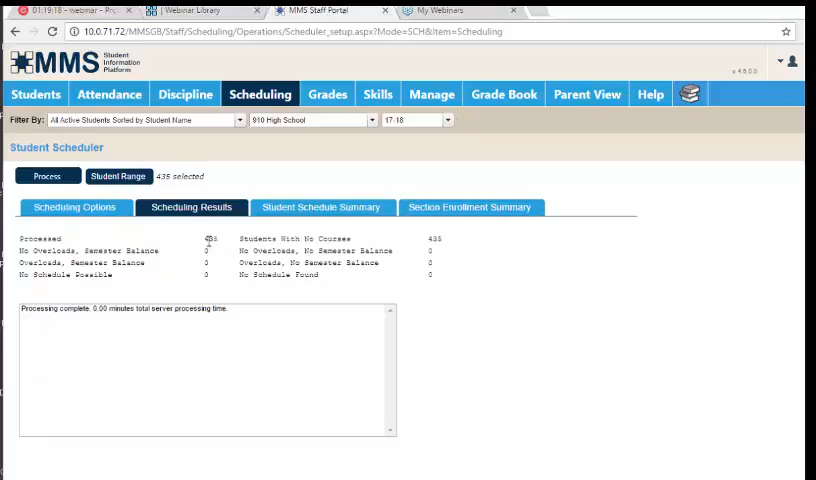 01:19:18 - webinar - Pr
Webinar Library
MMS Staff Portal
My Webinars
10.0.71.72/MMSGB/Staff/Scheduling/Operations/Scheduler_setup.aspx?Mode=SCH&Item=Scheduling
MMS Student Information Platform
v 4.8.0.0
Students Attendance Discipline Scheduling Grades Skills Manage Grade Book Parent View Help
Filter By: All Active Students Sorted by Student Name 910 High School 17-18
Student Scheduler
Process Student Range 435 selected
Scheduling Options Scheduling Results Student Schedule Summary Section Enrollment Summary
Processed 435 Students With No Courses 435
No Overloads, Semester Balance 0 No Overloads, No Semester Balance 0
Overloads, Semester Balance 0 Overloads, No Semester Balance 0
No Schedule Possible 0 No Schedule Found 0
Processing complete. 0.00 minutes total server processing time.